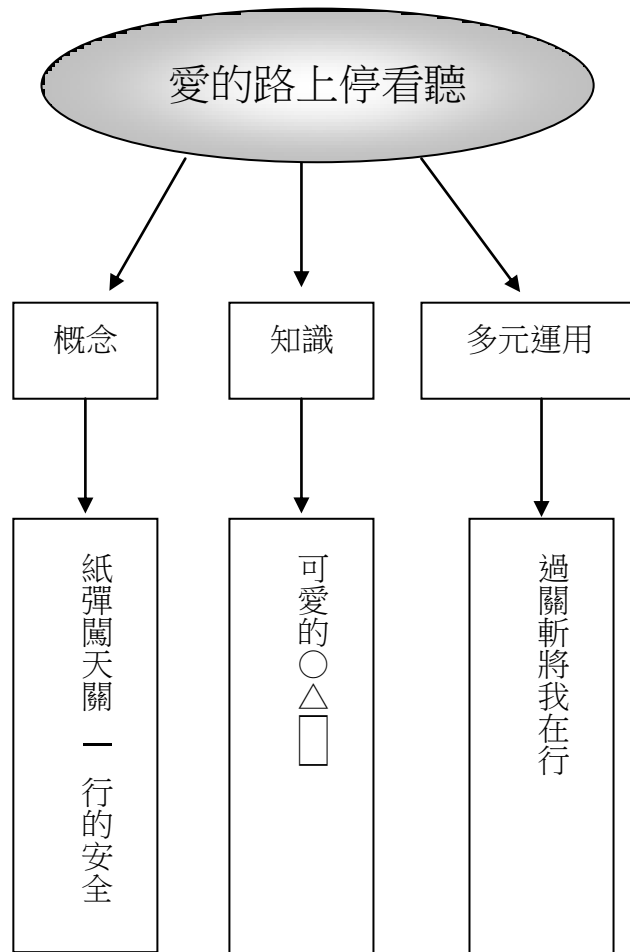 愛的路上停看聽
概念
知識
多元運用
紙彈闖天關 — 行的安全
可愛的○△□
過關斬將我在行